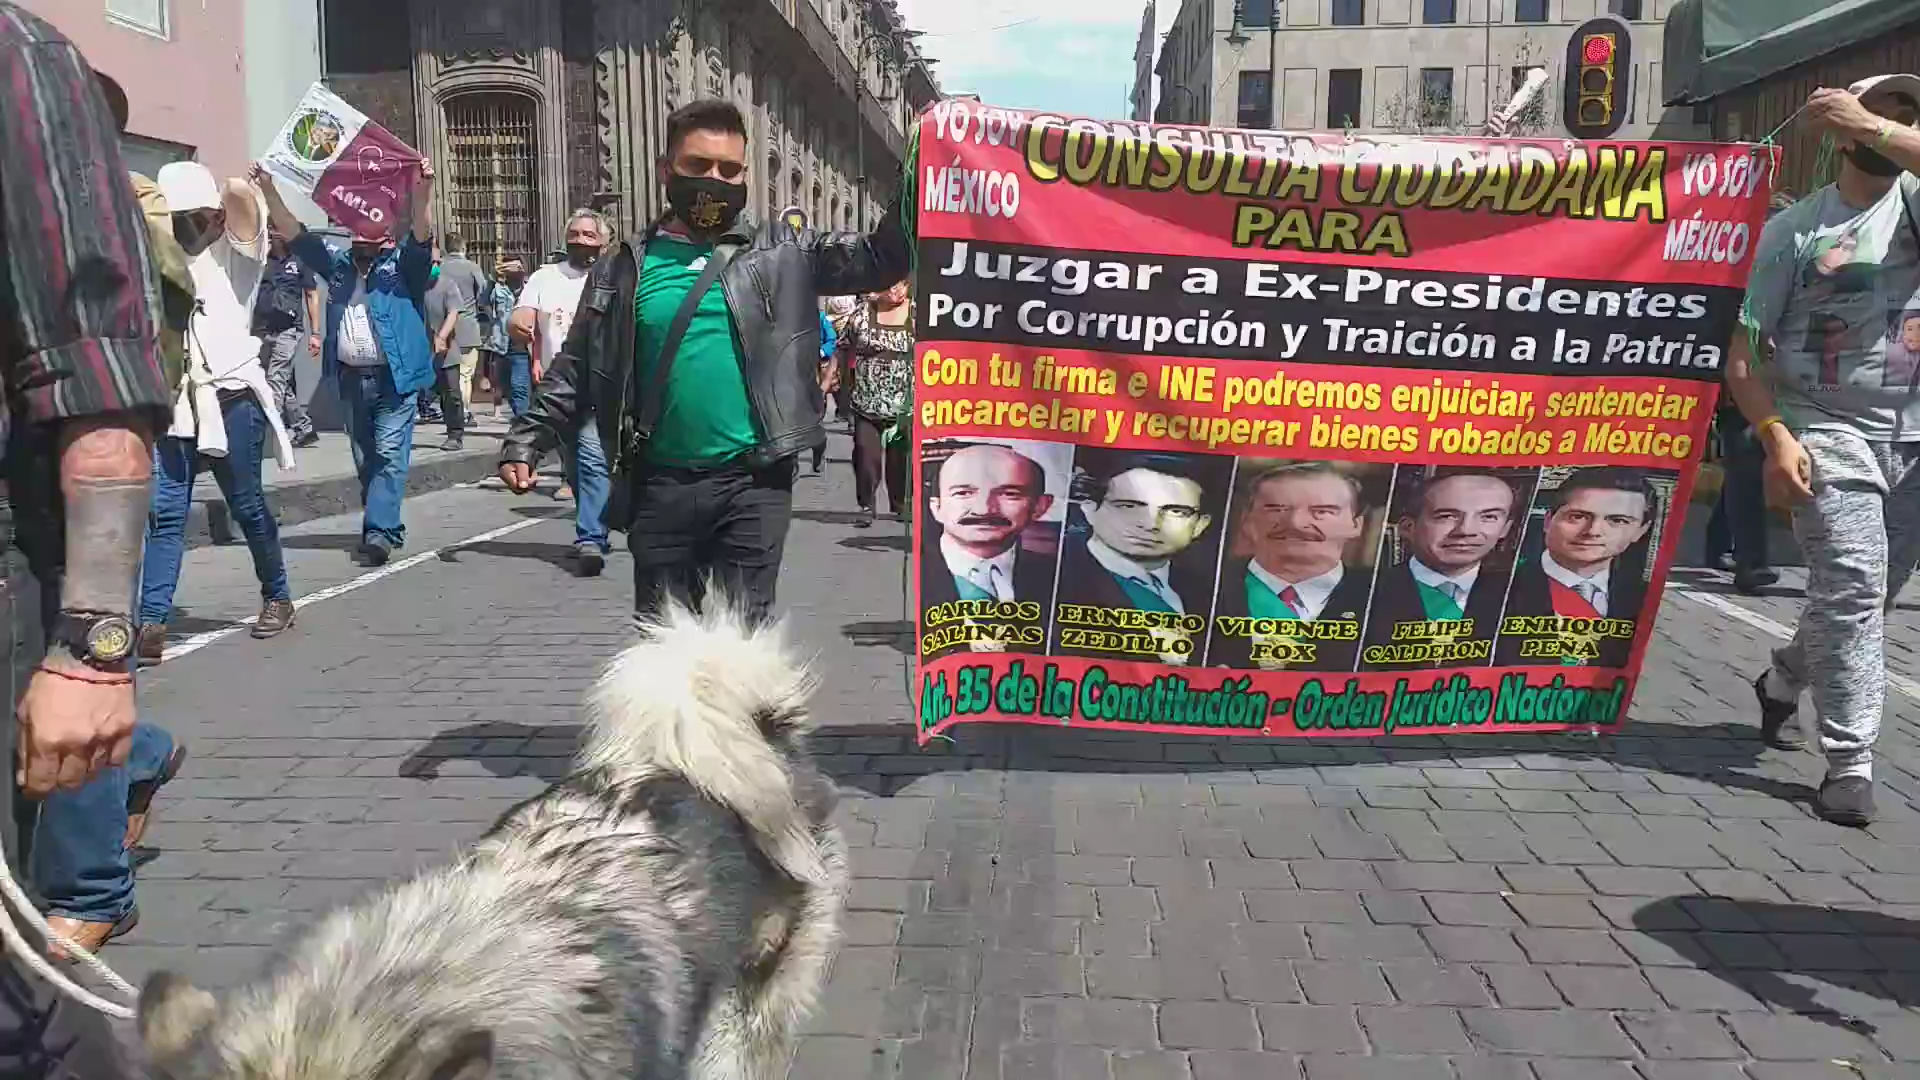 YO SOY
MÉXICO
CONSULTA CIUDADANA
PARA
YO SOY
MÉXICO
Juzgar a Ex-Presidentes
Por Corrupción y Traición a la Patria
Con tu firma e INE podremos enjuiciar, sentenciar
encarcelar y recuperar bienes robados a México
CARLOS
SALINAS
ERNESTO
ZEDILLO
VICENTE
FOX
FELIPE
CALDERON
ENRIQUE
PEÑA
Art. 35 de la Constitución - Orden Jurídico Nacional
AMLO